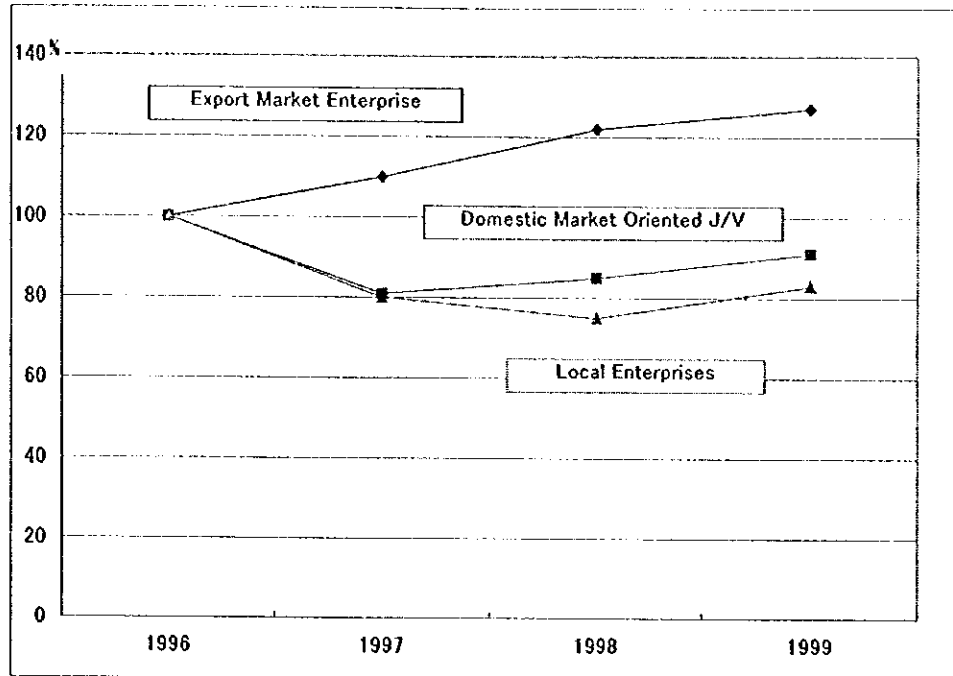 140%
Export Market Enterprise
120
100
Domestic Market Oriented J/V
80
Local Enterprises
60
40
20
0
1996 1997 1998 1999